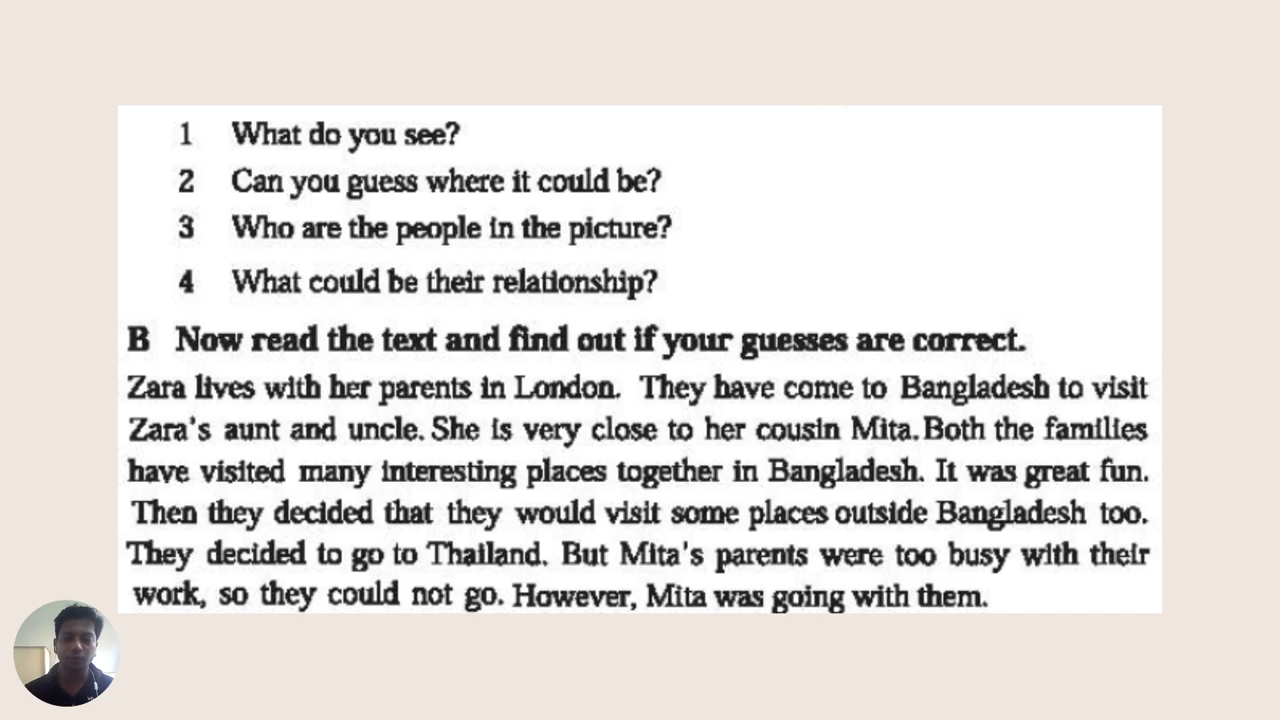 1 What do you see?
2 Can you guess where it could be?
3 Who are the people in the picture?
4 What could be their relationship?
B Now read the text and find out if your guesses are correct.
Zara lives with her parents in London. They have come to Bangladesh to visit
Zara's aunt and uncle. She is very close to her cousin Mita. Both the families
have visited many interesting places together in Bangladesh. It was great fun.
Then they decided that they would visit some places outside Bangladesh too.
They decided to go to Thailand. But Mita's parents were too busy with their
work, so they could not go. However, Mita was going with them.